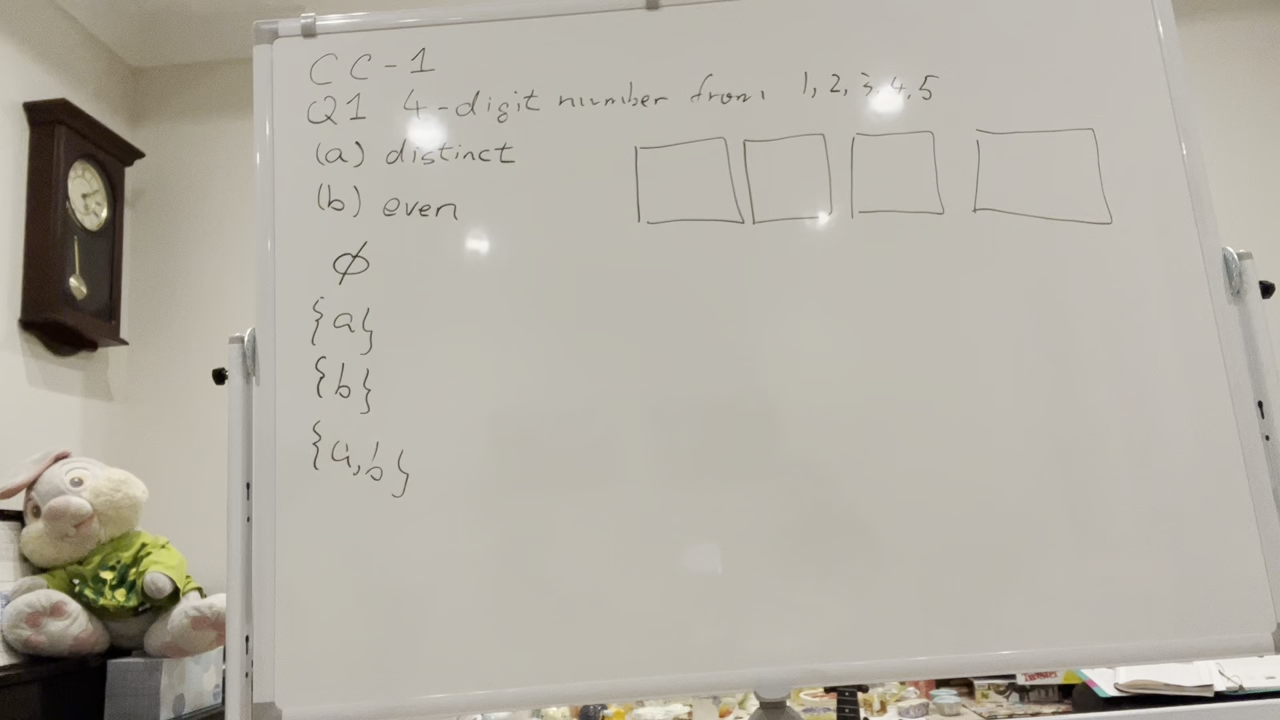 CC-1
Q1 4-digit number from 1, 2, 3, 4, 5
(a) distinct
(b) even
∅
{a}
{b}
{a,b}